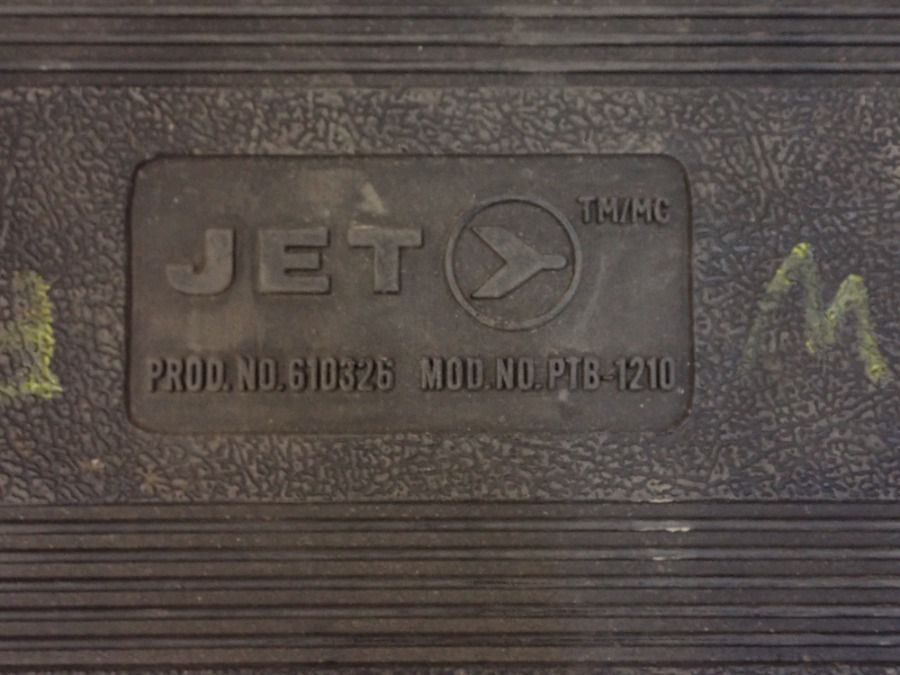 JET TM/MC
PROD. NO. 610326 MOD. NO. PTB-1210
M